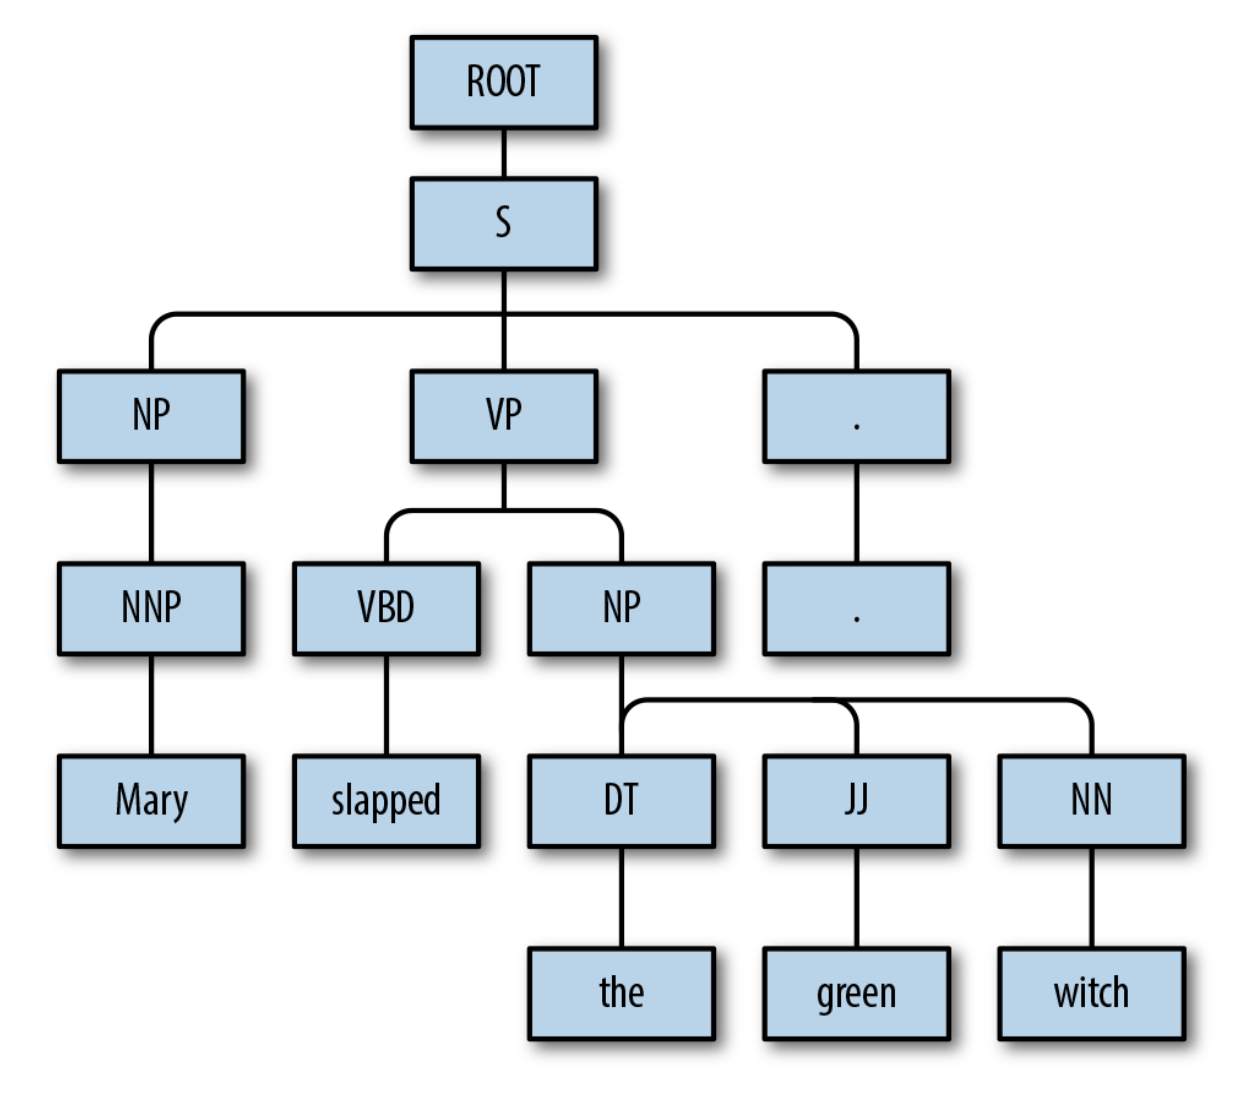 ROOT
S
NP VP .
NNP VBD NP .
Mary slapped DT JJ NN
the green witch